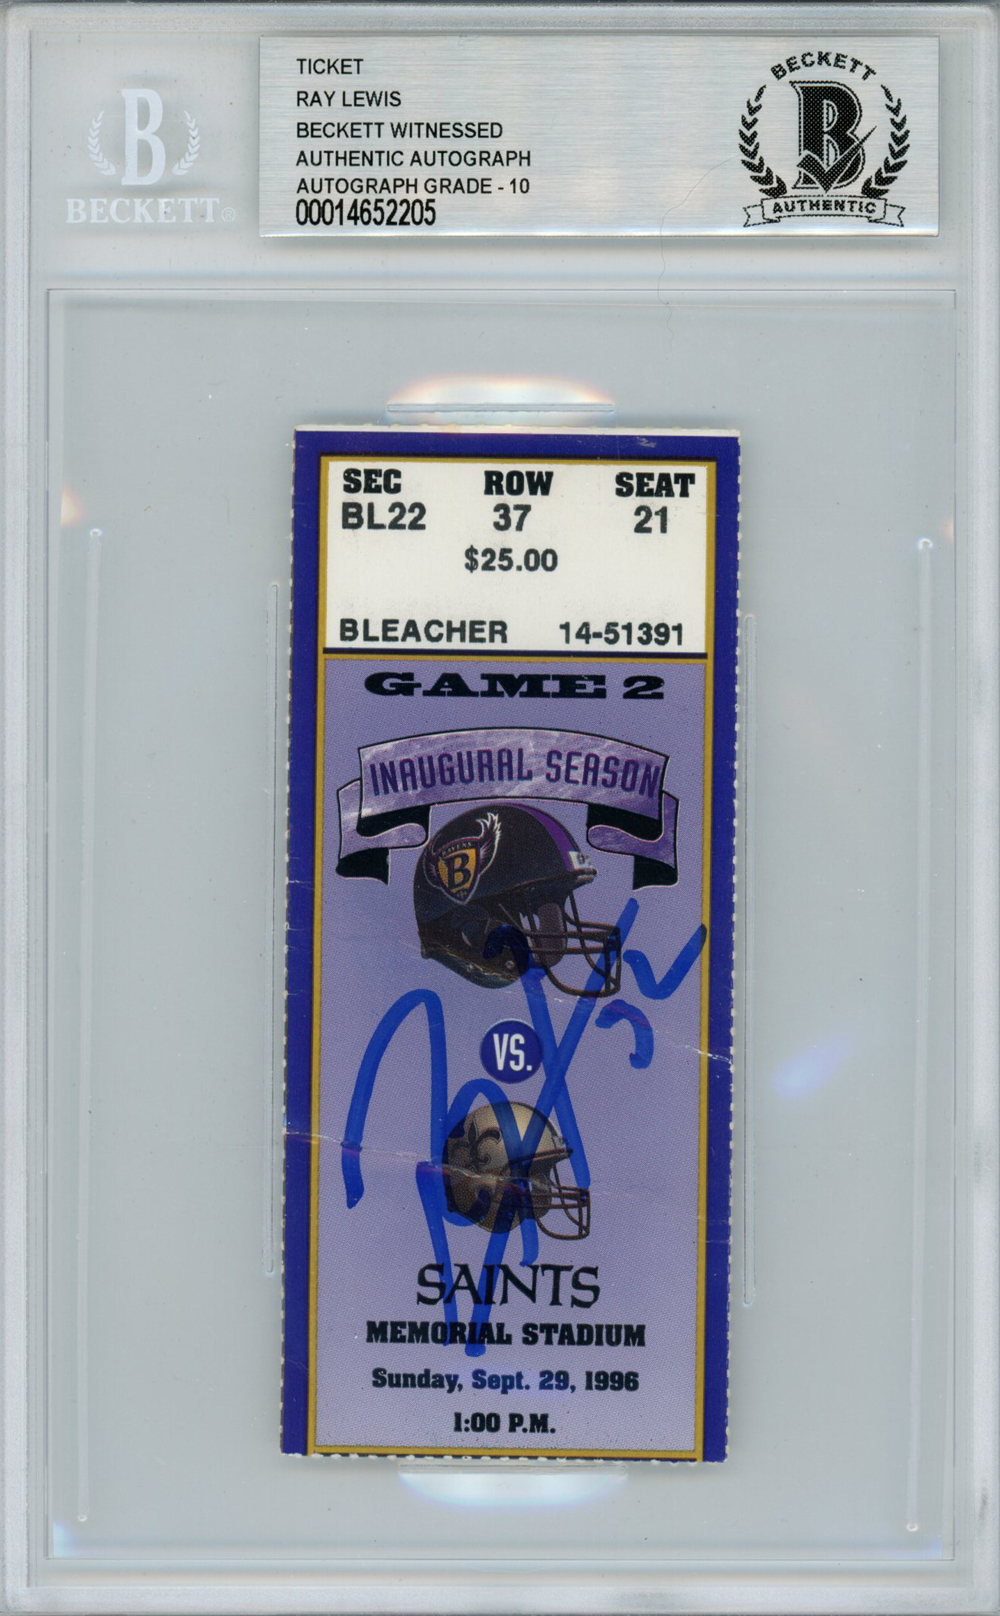 TICKET
RAY LEWIS
BECKETT WITNESSED
AUTHENTIC AUTOGRAPH
AUTOGRAPH GRADE - 10
00014652205
B
BECKETT®
BECKETT
B
AUTHENTIC
SEC ROW SEAT
BL22 37 21
$25.00
BLEACHER 14-51391
GAME 2
INAUGURAL SEASON
RAVENS
B
VS.
52
SAINTS
MEMORIAL STADIUM
Sunday, Sept. 29, 1996
1:00 P.M.